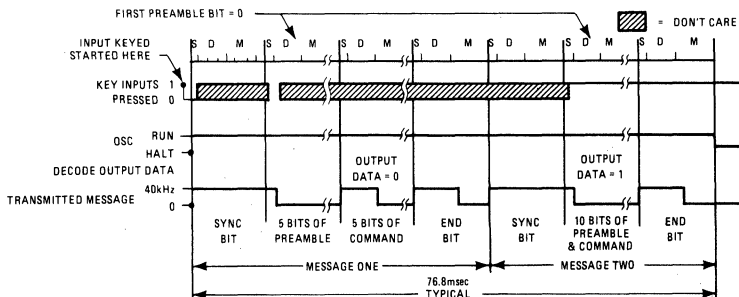 FIRST PREAMBLE BIT = 0
= DON'T CARE
INPUT KEYED
STARTED HERE
S D M S D M S D M S D M S D M S D M S D M
KEY INPUTS 1
PRESSED 0
OSC RUN
HALT
DECODE OUTPUT DATA
OUTPUT
DATA = 0
OUTPUT
DATA = 1
TRANSMITTED MESSAGE 40kHz
0
SYNC
BIT
5 BITS OF
PREAMBLE
5 BITS OF
COMMAND
END
BIT
SYNC
BIT
10 BITS OF
PREAMBLE
& COMMAND
END
BIT
MESSAGE ONE
MESSAGE TWO
76.8msec
TYPICAL